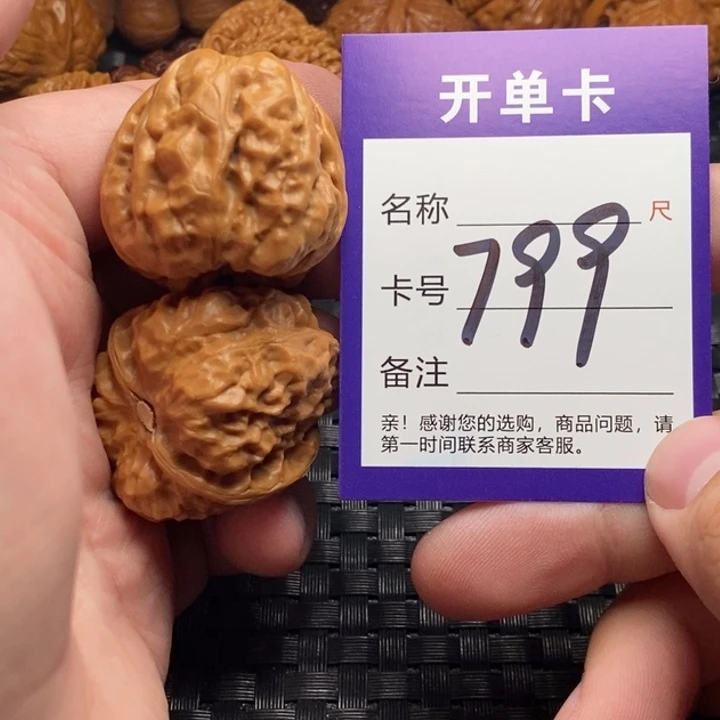 开单卡
名称 尺
卡号 799
备注
亲！感谢您的选购，商品问题，请
第一时间联系商家客服。